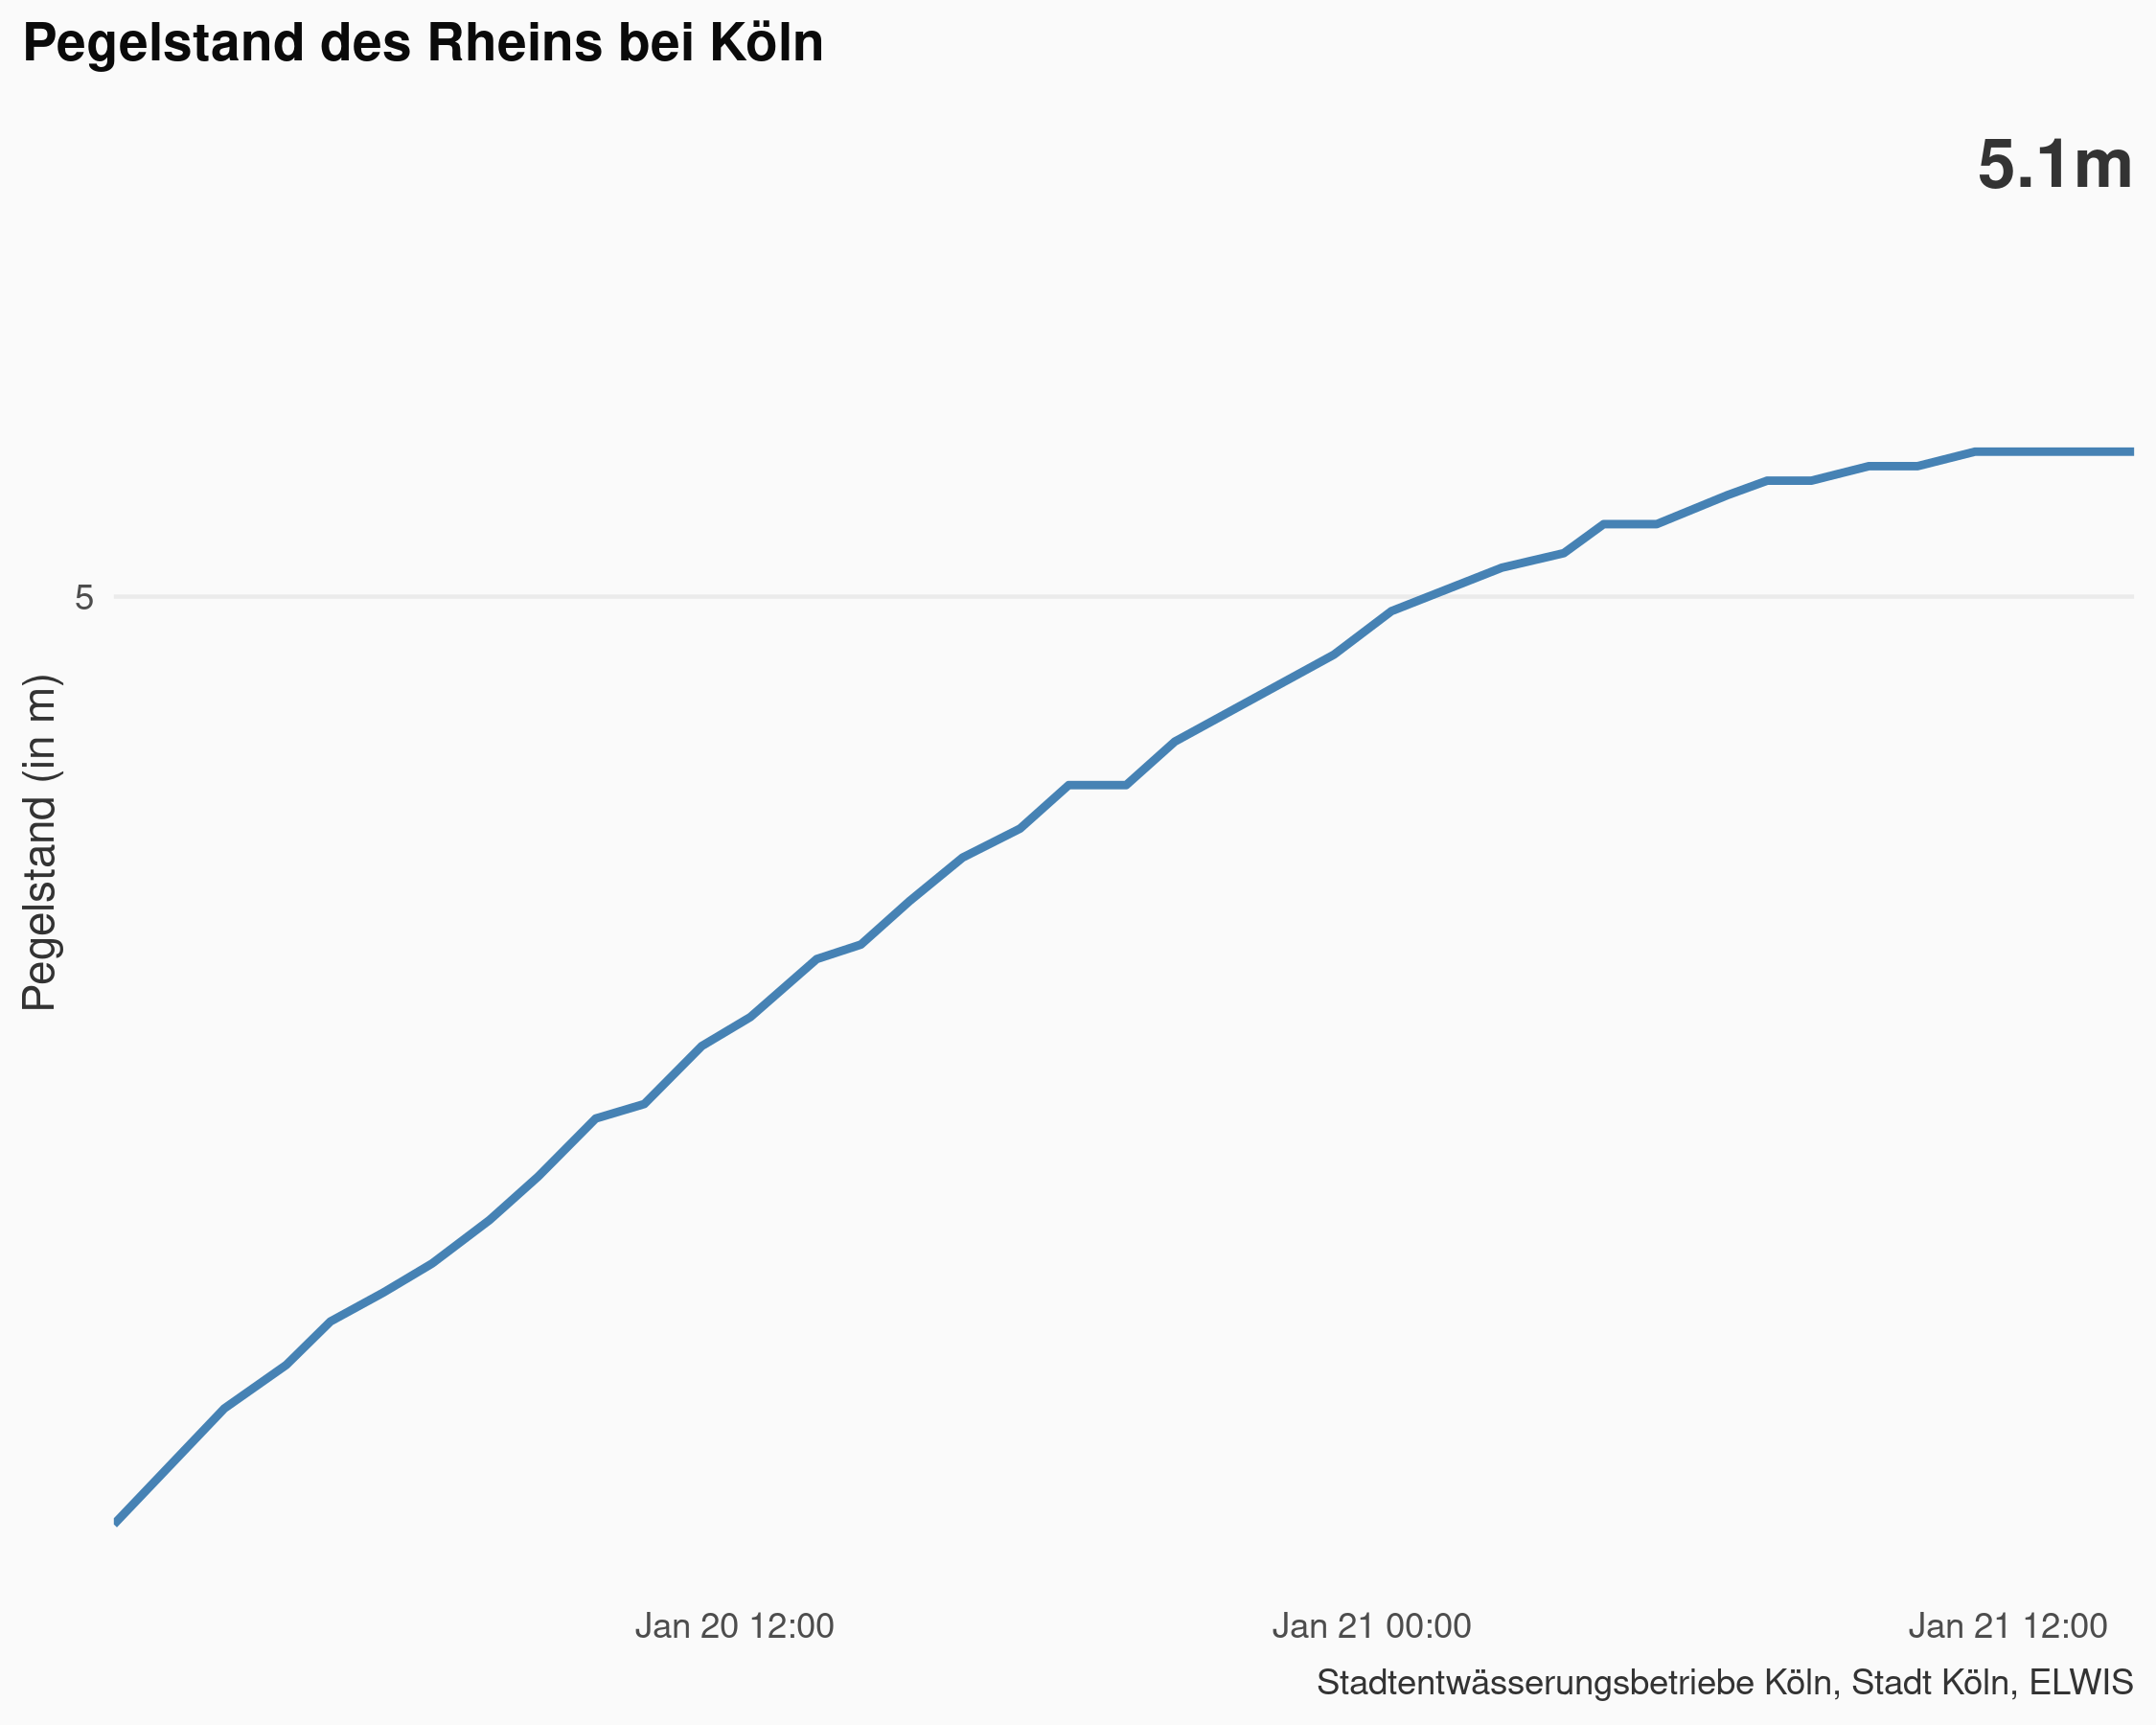 Pegelstand des Rheins bei Köln
5.1m
5
Pegelstand (in m)
Jan 20 12:00
Jan 21 00:00
Jan 21 12:00
Stadtentwässerungsbetriebe Köln, Stadt Köln, ELWIS